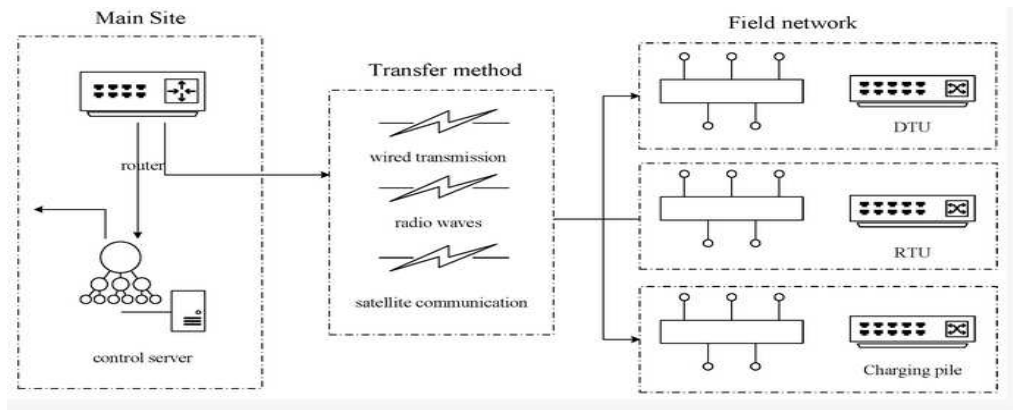 Main Site
router
control server
Transfer method
wired transmission
radio waves
satellite communication
Field network
DTU
RTU
Charging pile